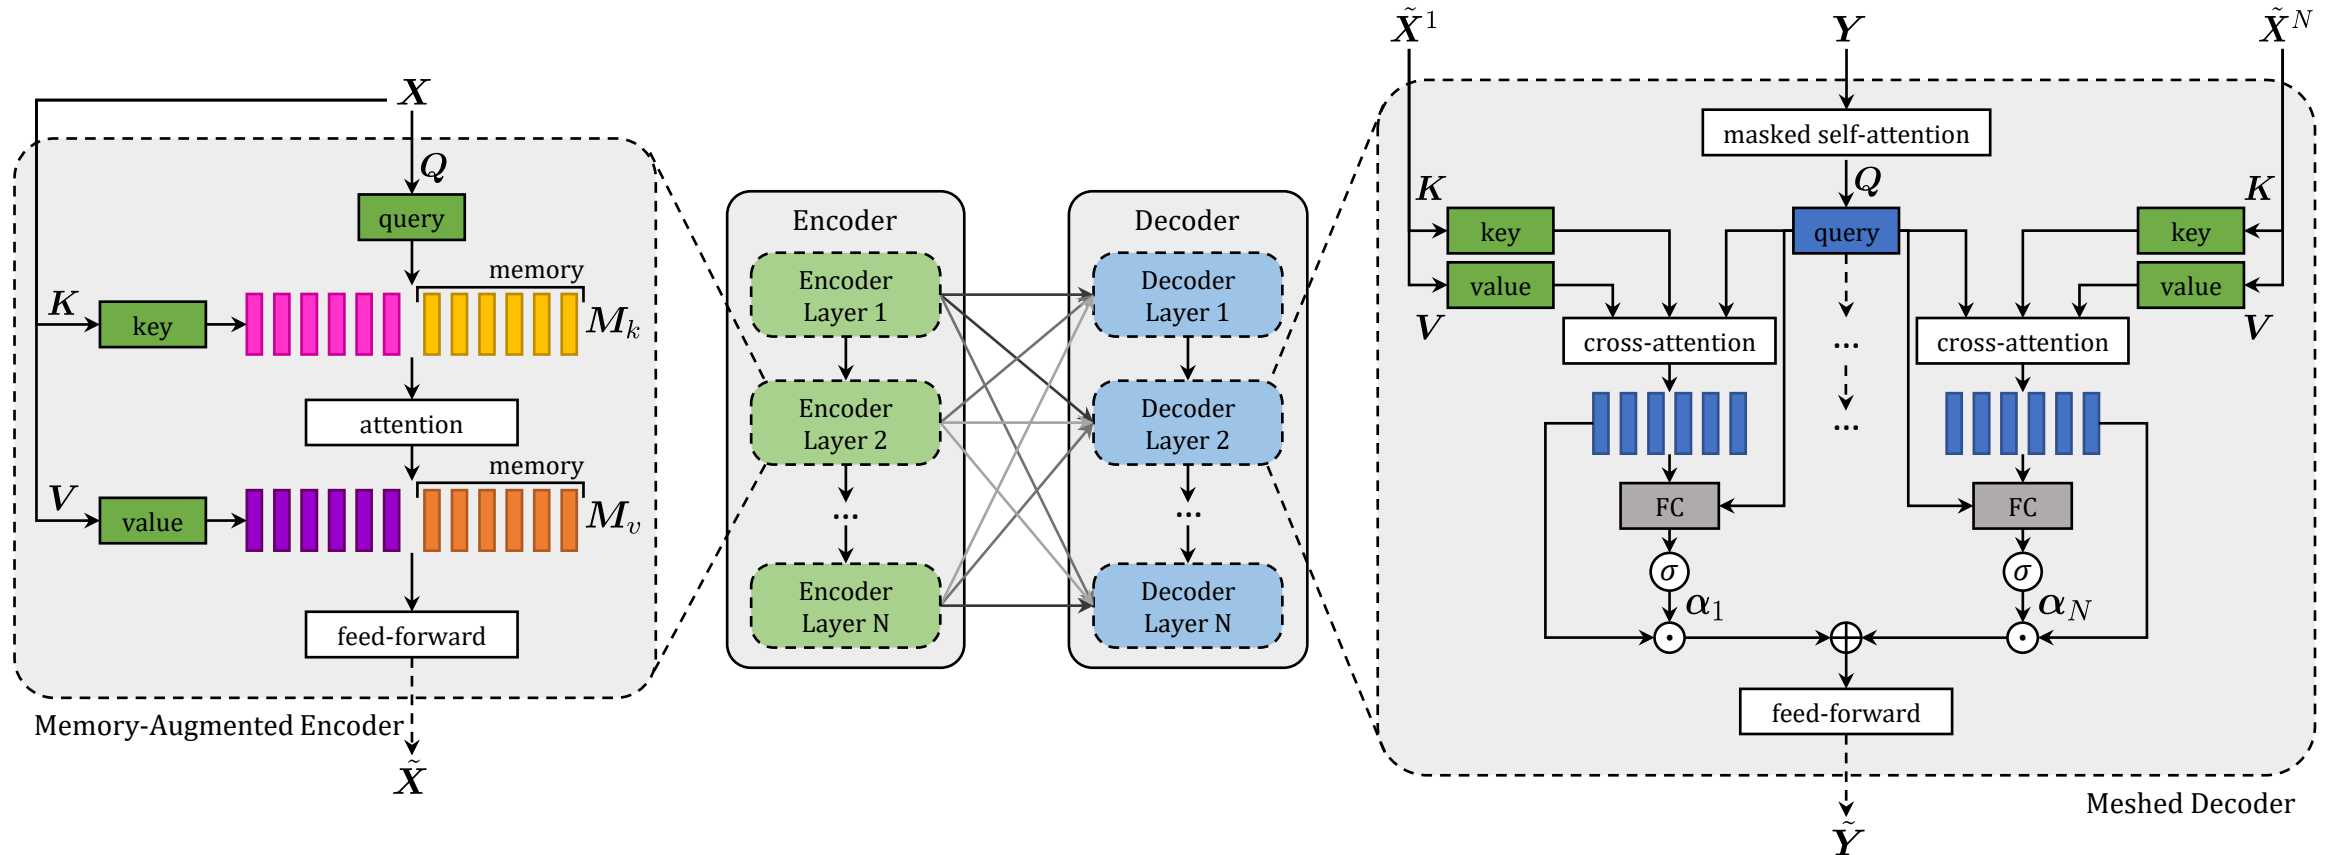 X
Q
query
memory
K
key
M_k
attention
memory
V
value
M_v
feed-forward
Memory-Augmented Encoder
X̃
Encoder
Encoder
Layer 1
Encoder
Layer 2
...
Encoder
Layer N
Decoder
Decoder
Layer 1
Decoder
Layer 2
...
Decoder
Layer N
X̃^1
Y
X̃^N
masked self-attention
K
Q
K
key
query
key
value
value
V
V
cross-attention
...
cross-attention
...
FC
FC
σ
σ
α_1
α_N
feed-forward
Meshed Decoder
Ỹ